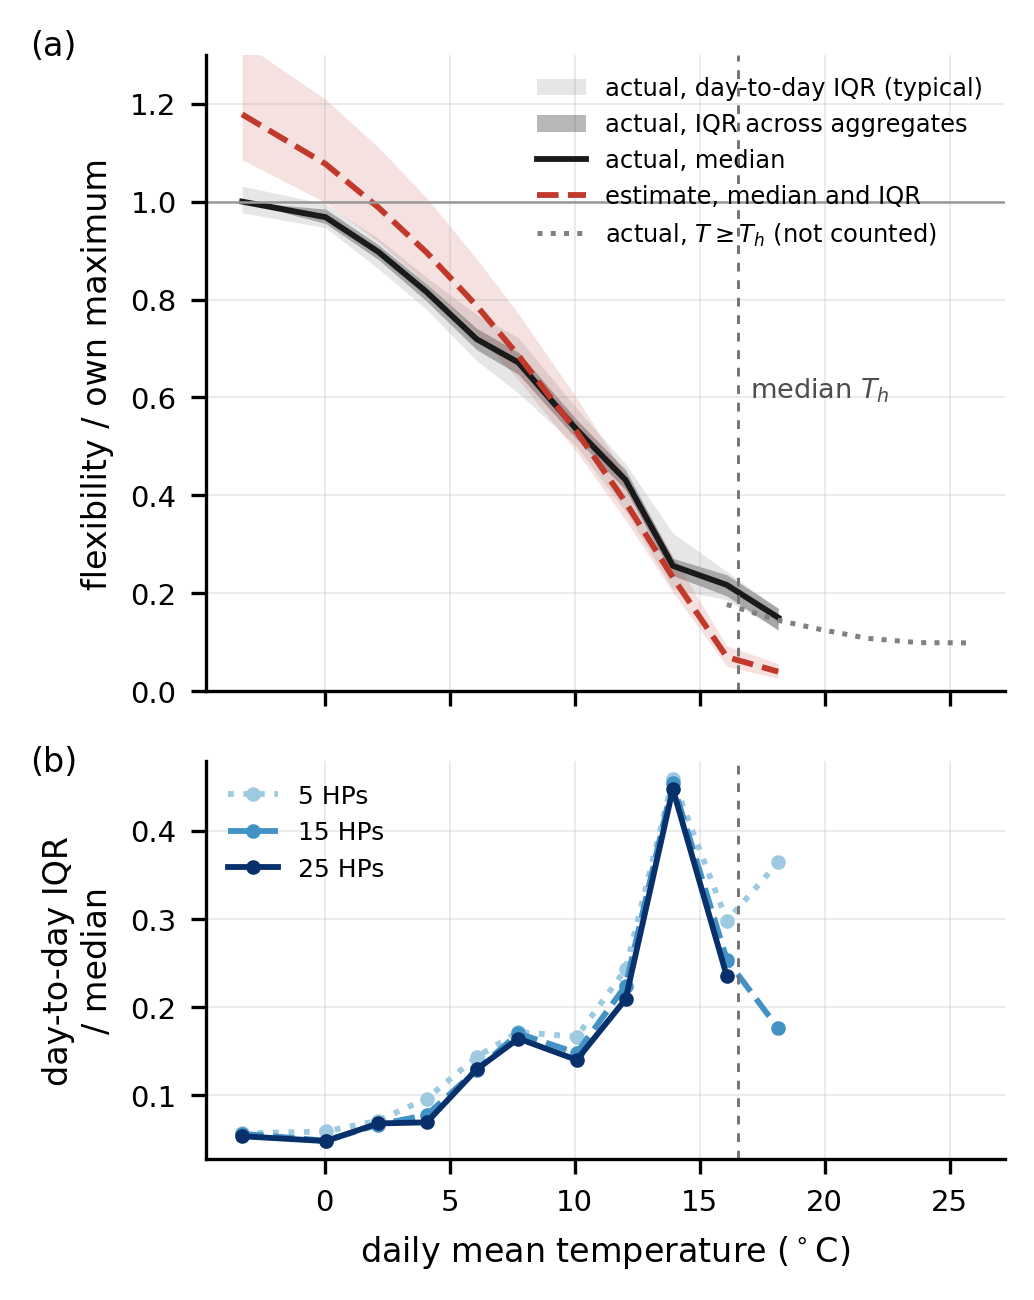 (a)
flexibility / own maximum
1.2
1.0
0.8
0.6
0.4
0.2
0.0
actual, day-to-day IQR (typical)
actual, IQR across aggregates
actual, median
estimate, median and IQR
actual, T ≥ T_h (not counted)
median T_h
(b)
day-to-day IQR
/ median
0.4
0.3
0.2
0.1
5 HPs
15 HPs
25 HPs
0 5 10 15 20 25
daily mean temperature (°C)